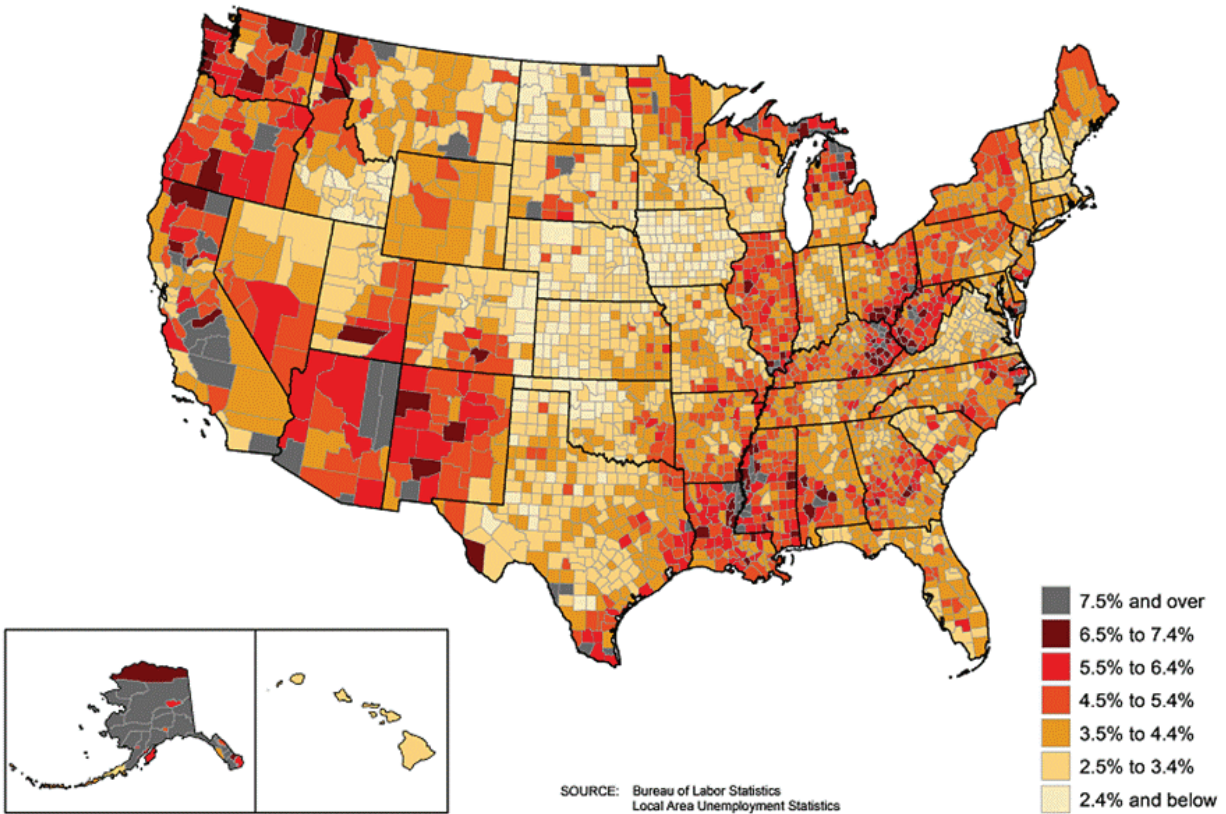 7.5% and over
6.5% to 7.4%
5.5% to 6.4%
4.5% to 5.4%
3.5% to 4.4%
2.5% to 3.4%
2.4% and below
SOURCE: Bureau of Labor Statistics
Local Area Unemployment Statistics